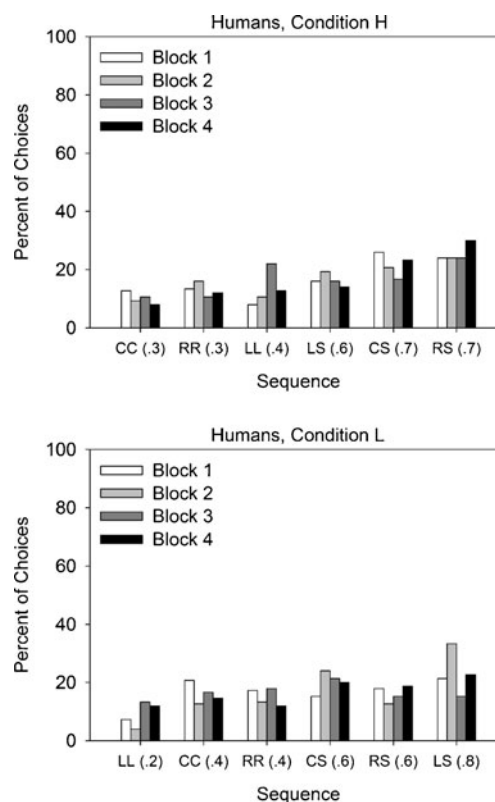 Humans, Condition H
100
80
60
40
20
0
Percent of Choices
Block 1
Block 2
Block 3
Block 4
CC (.3) RR (.3) LL (.4) LS (.6) CS (.7) RS (.7)
Sequence
Humans, Condition L
100
80
60
40
20
0
Percent of Choices
Block 1
Block 2
Block 3
Block 4
LL (.2) CC (.4) RR (.4) CS (.6) RS (.6) LS (.8)
Sequence